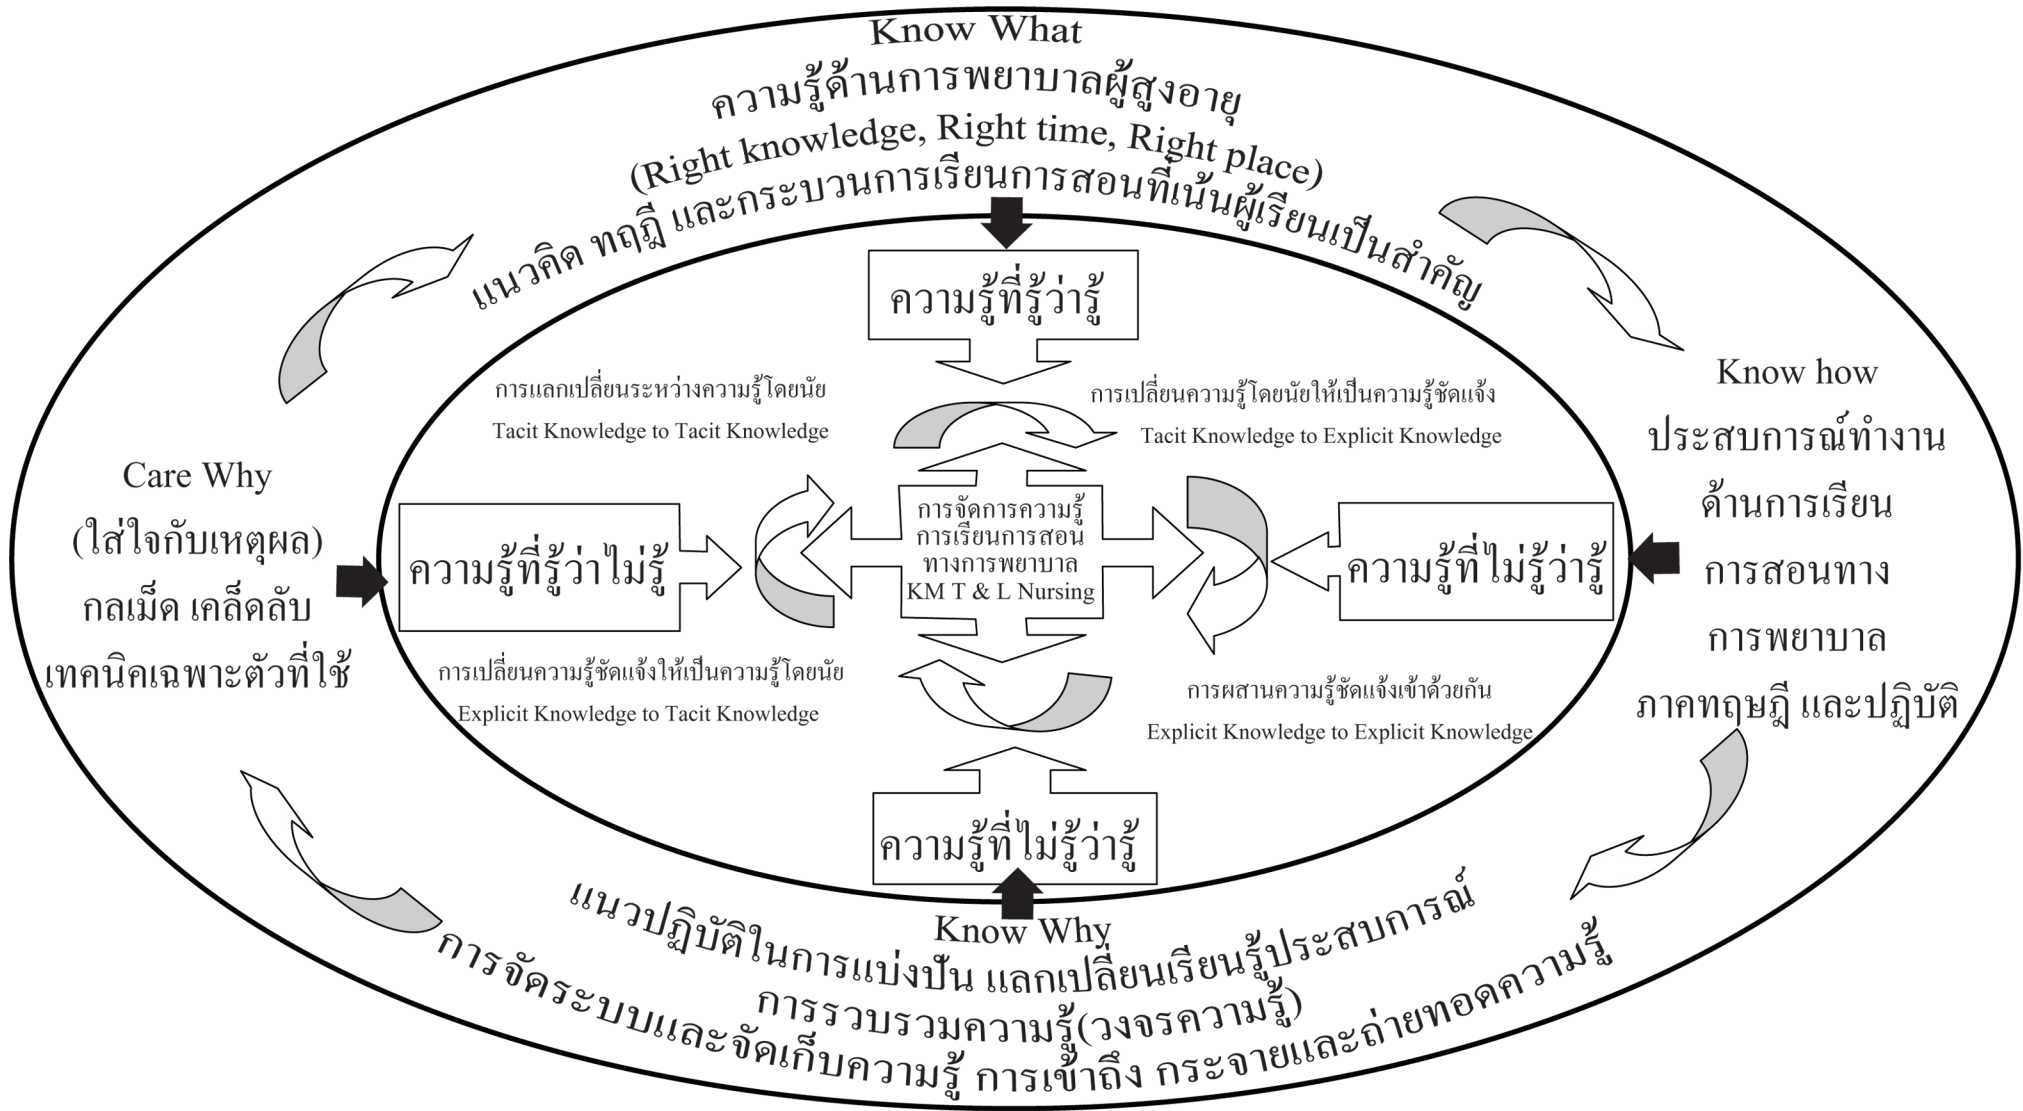 Know What
ความรู้ด้านการพยาบาลผู้สูงอายุ
(Right knowledge, Right time, Right place)
แนวคิด ทฤฎี และกระบวนการเรียนการสอนที่เน้นผู้เรียนเป็นสำคัญ
ความรู้ที่รู้ว่ารู้
การแลกเปลี่ยนระหว่างความรู้โดยนัย
Tacit Knowledge to Tacit Knowledge
การเปลี่ยนความรู้โดยนัยให้เป็นความรู้ชัดแจ้ง
Tacit Knowledge to Explicit Knowledge
Know how
ประสบการณ์ทำงาน
ด้านการเรียน
การสอนทาง
การพยาบาล
ภาคทฤษฎี และปฏิบัติ
Care Why
(ใส่ใจกับเหตุผล)
กลเม็ด เคล็ดลับ
เทคนิคเฉพาะตัวที่ใช้
ความรู้ที่รู้ว่าไม่รู้
การจัดการความรู้
การเรียนการสอน
ทางการพยาบาล
KM T & L Nursing
ความรู้ที่ไม่รู้ว่ารู้
การเปลี่ยนความรู้ชัดแจ้งให้เป็นความรู้โดยนัย
Explicit Knowledge to Tacit Knowledge
การผสานความรู้ชัดแจ้งเข้าด้วยกัน
Explicit Knowledge to Explicit Knowledge
ความรู้ที่ไม่รู้ว่ารู้
Know Why
แนวปฏิบัติในการแบ่งปัน แลกเปลี่ยนเรียนรู้ประสบการณ์
การรวบรวมความรู้(วงจรความรู้)
การจัดระบบและจัดเก็บความรู้ การเข้าถึง กระจายและถ่ายทอดความรู้